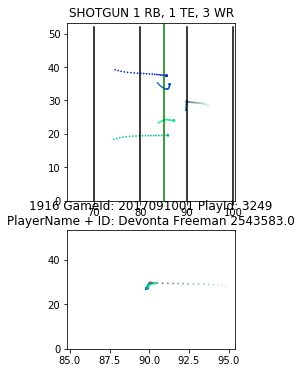 SHOTGUN 1 RB, 1 TE, 3 WR
50
40
30
20
10
0
70 80 90 100
1916 GameId: 2017091001 PlayId: 3249
PlayerName + ID: Devonta Freeman 2543583.0
40
20
0
85.0 87.5 90.0 92.5 95.0